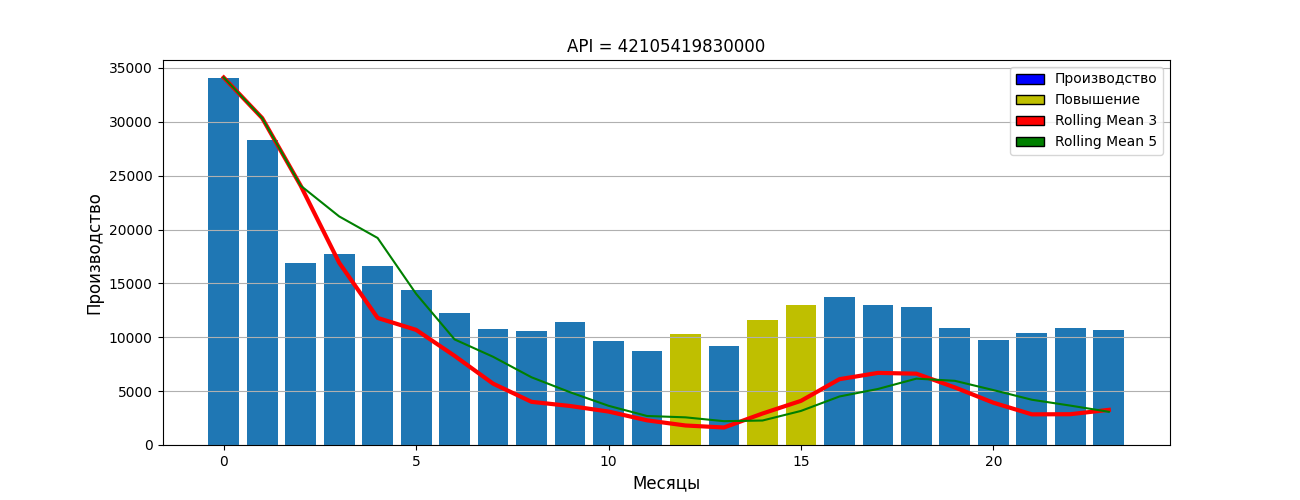 API = 42105419830000
35000
30000
25000
20000
15000
10000
5000
0
Производство
Производство
Повышение
Rolling Mean 3
Rolling Mean 5
0 5 10 15 20
Месяцы